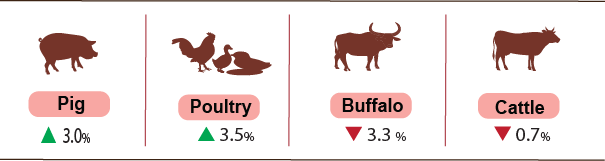 Pig
Poultry
Buffalo
Cattle
▲ 3.0%
▲ 3.5%
▼ 3.3 %
▼ 0.7%